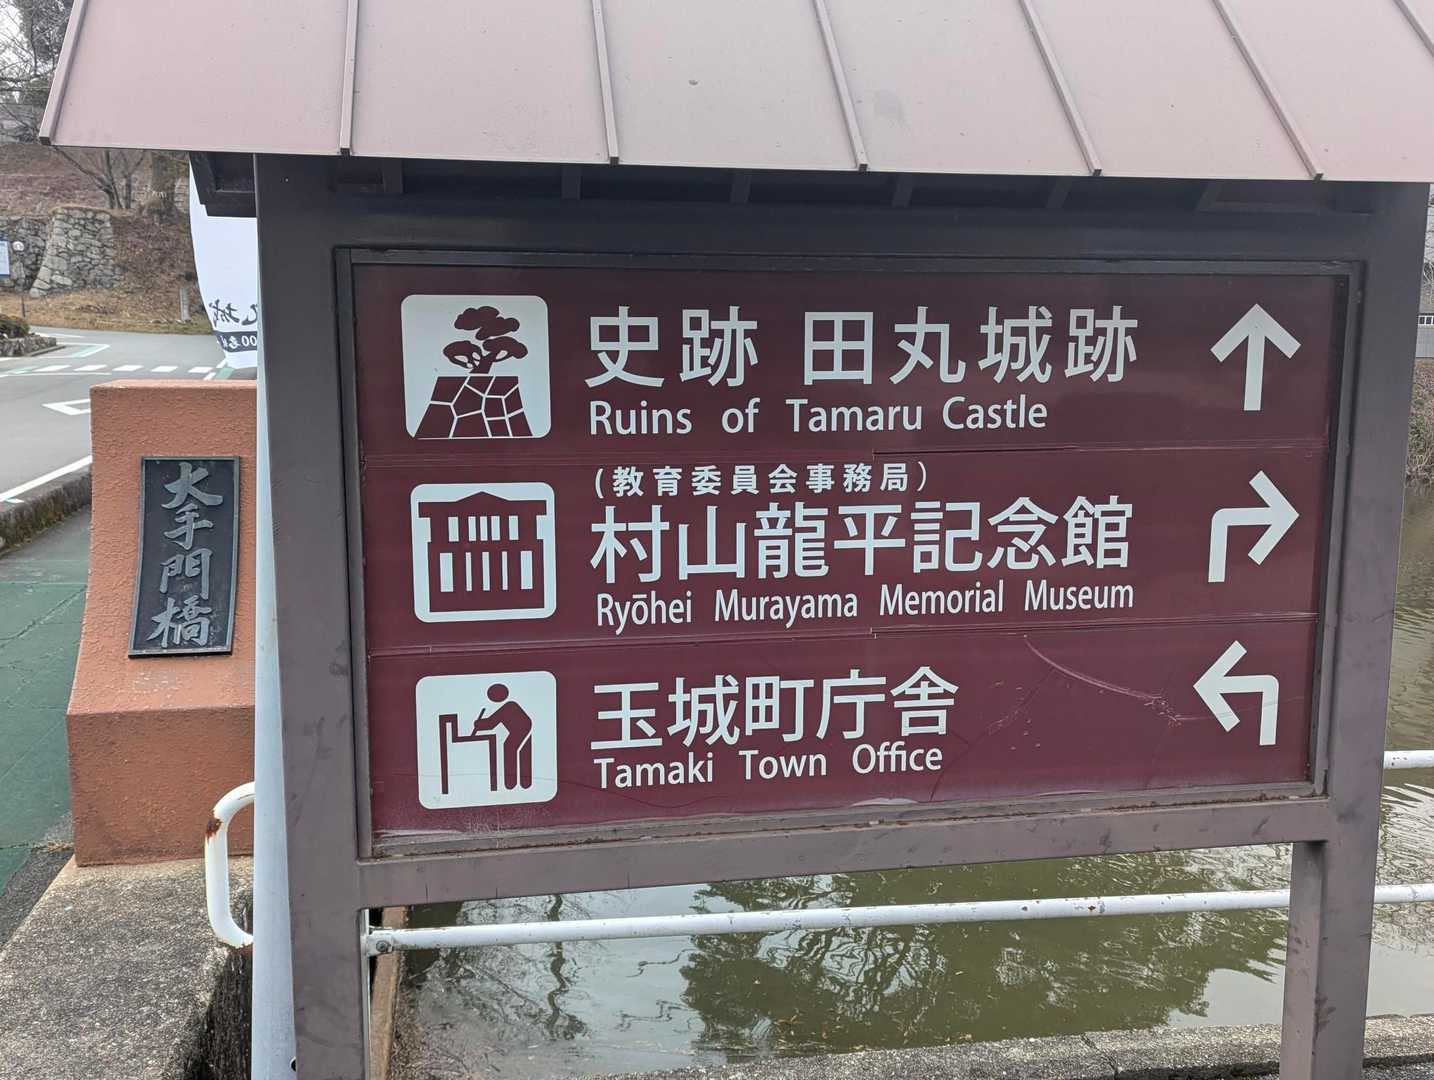 史跡 田丸城跡
Ruins of Tamaru Castle
(教育委員会事務局)
村山龍平記念館
Ryōhei Murayama Memorial Museum
玉城町庁舎
Tamaki Town Office
大手門橋